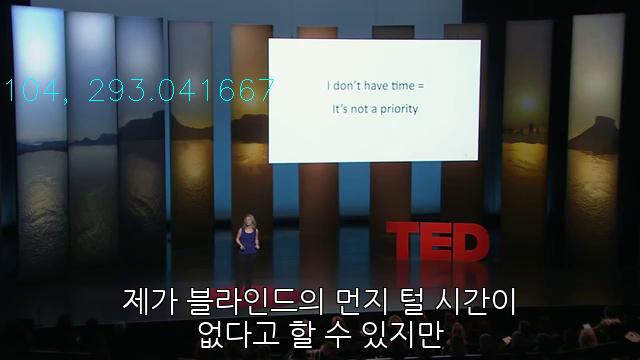 I don't have time =
It's not a priority
104, 293.041667
TED
제가 블라인드의 먼지 털 시간이
없다고 할 수 있지만